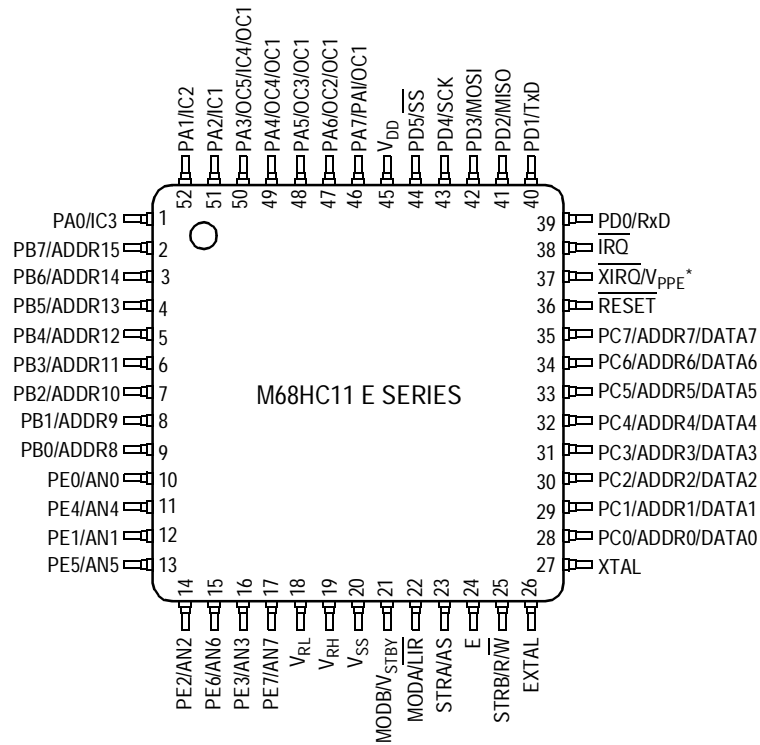 PA1/IC2
PA2/IC1
PA3/OC5/IC4/OC1
PA4/OC4/OC1
PA5/OC3/OC1
PA6/OC2/OC1
PA7/PAI/OC1
VDD
PD5/SS
PD4/SCK
PD3/MOSI
PD2/MISO
PD1/TxD
52
51
50
49
48
47
46
45
44
43
42
41
40
PA0/IC3 1
PB7/ADDR15 2
PB6/ADDR14 3
PB5/ADDR13 4
PB4/ADDR12 5
PB3/ADDR11 6
PB2/ADDR10 7
PB1/ADDR9 8
PB0/ADDR8 9
PE0/AN0 10
PE4/AN4 11
PE1/AN1 12
PE5/AN5 13
M68HC11 E SERIES
39 PD0/RxD
38 IRQ
37 XIRQ/VPPE*
36 RESET
35 PC7/ADDR7/DATA7
34 PC6/ADDR6/DATA6
33 PC5/ADDR5/DATA5
32 PC4/ADDR4/DATA4
31 PC3/ADDR3/DATA3
30 PC2/ADDR2/DATA2
29 PC1/ADDR1/DATA1
28 PC0/ADDR0/DATA0
27 XTAL
14
15
16
17
18
19
20
21
22
23
24
25
26
PE2/AN2
PE6/AN6
PE3/AN3
PE7/AN7
VRL
VRH
VSS
MODB/VSTBY
MODA/LIR
STRA/AS
E
STRB/R/W
EXTAL